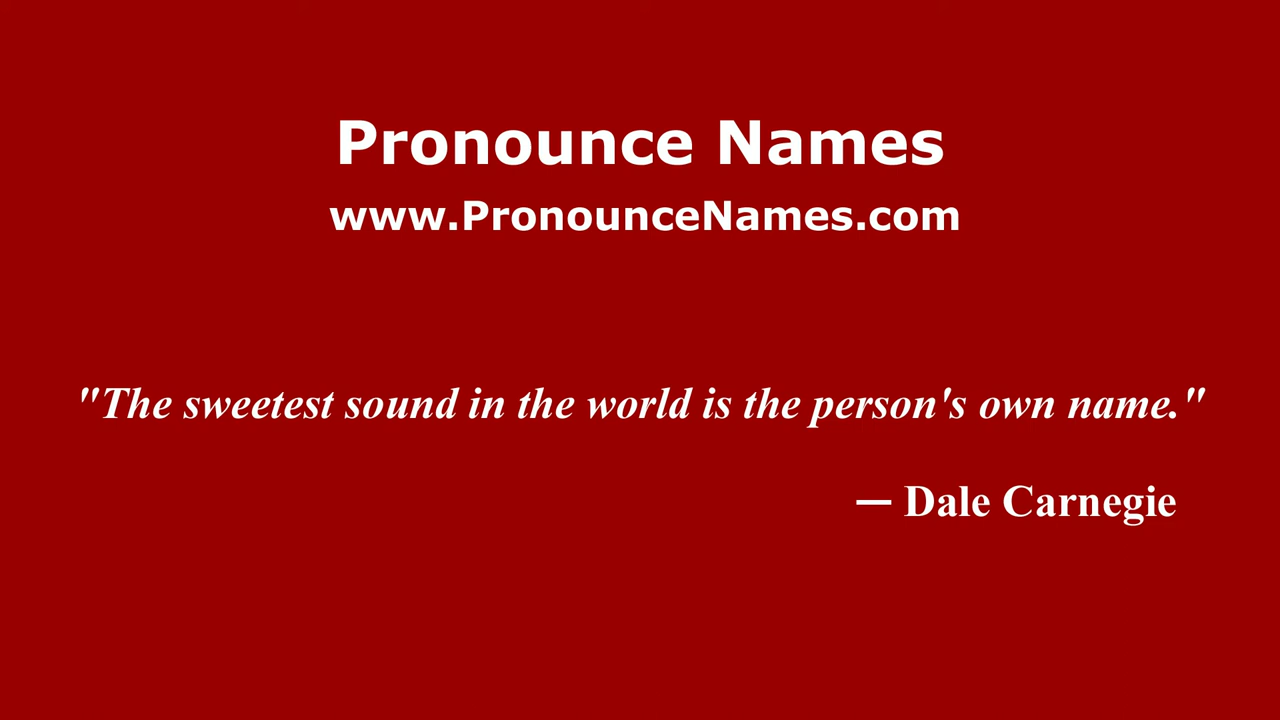 Pronounce Names
www.PronounceNames.com
"The sweetest sound in the world is the person's own name."
— Dale Carnegie